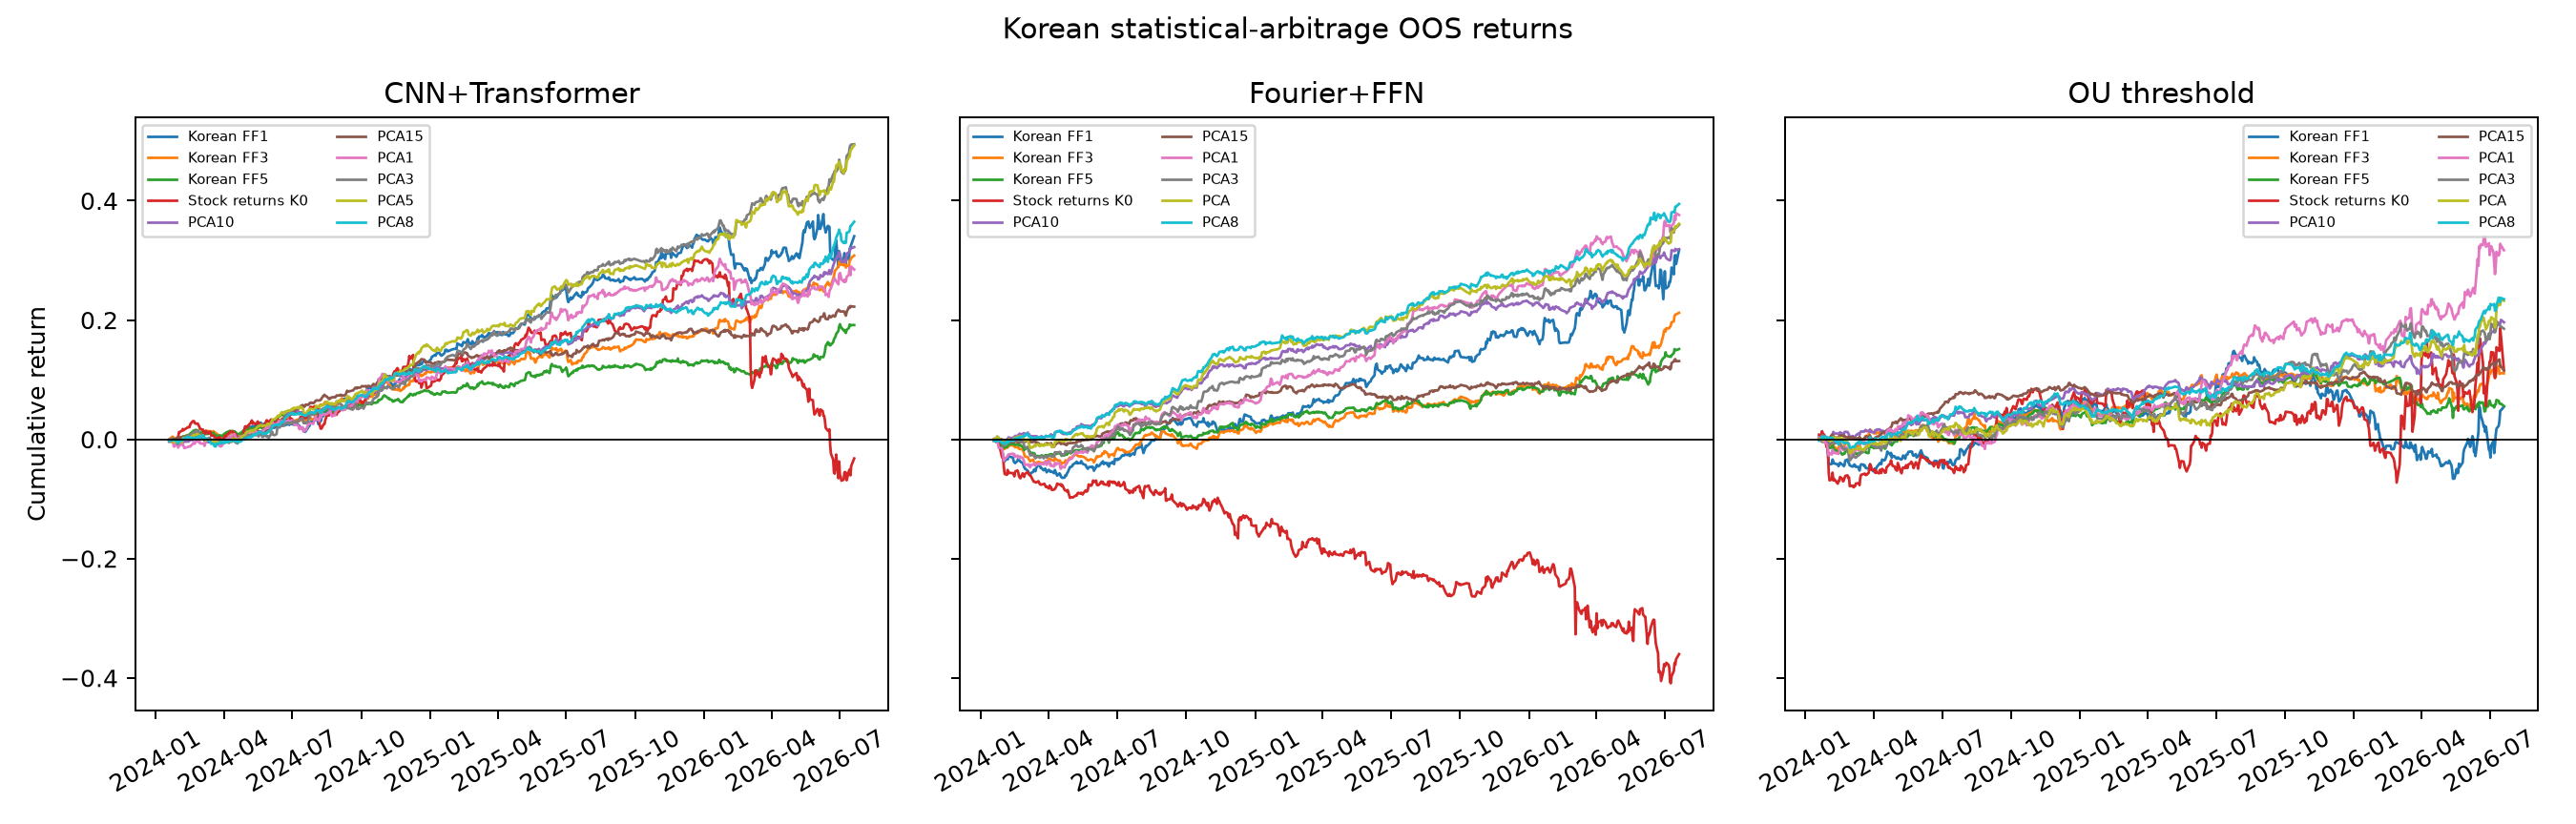 Korean statistical-arbitrage OOS returns
CNN+Transformer
Korean FF1
Korean FF3
Korean FF5
Stock returns K0
PCA10
PCA15
PCA1
PCA3
PCA5
PCA8
Cumulative return
0.4
0.2
0.0
−0.2
−0.4
2024-01
2024-04
2024-07
2024-10
2025-01
2025-04
2025-07
2025-10
2026-01
2026-04
2026-07
Fourier+FFN
Korean FF1
Korean FF3
Korean FF5
Stock returns K0
PCA10
PCA15
PCA1
PCA3
PCA
PCA8
2024-01
2024-04
2024-07
2024-10
2025-01
2025-04
2025-07
2025-10
2026-01
2026-04
2026-07
OU threshold
Korean FF1
Korean FF3
Korean FF5
Stock returns K0
PCA10
PCA15
PCA1
PCA3
PCA
PCA8
2024-01
2024-04
2024-07
2024-10
2025-01
2025-04
2025-07
2025-10
2026-01
2026-04
2026-07